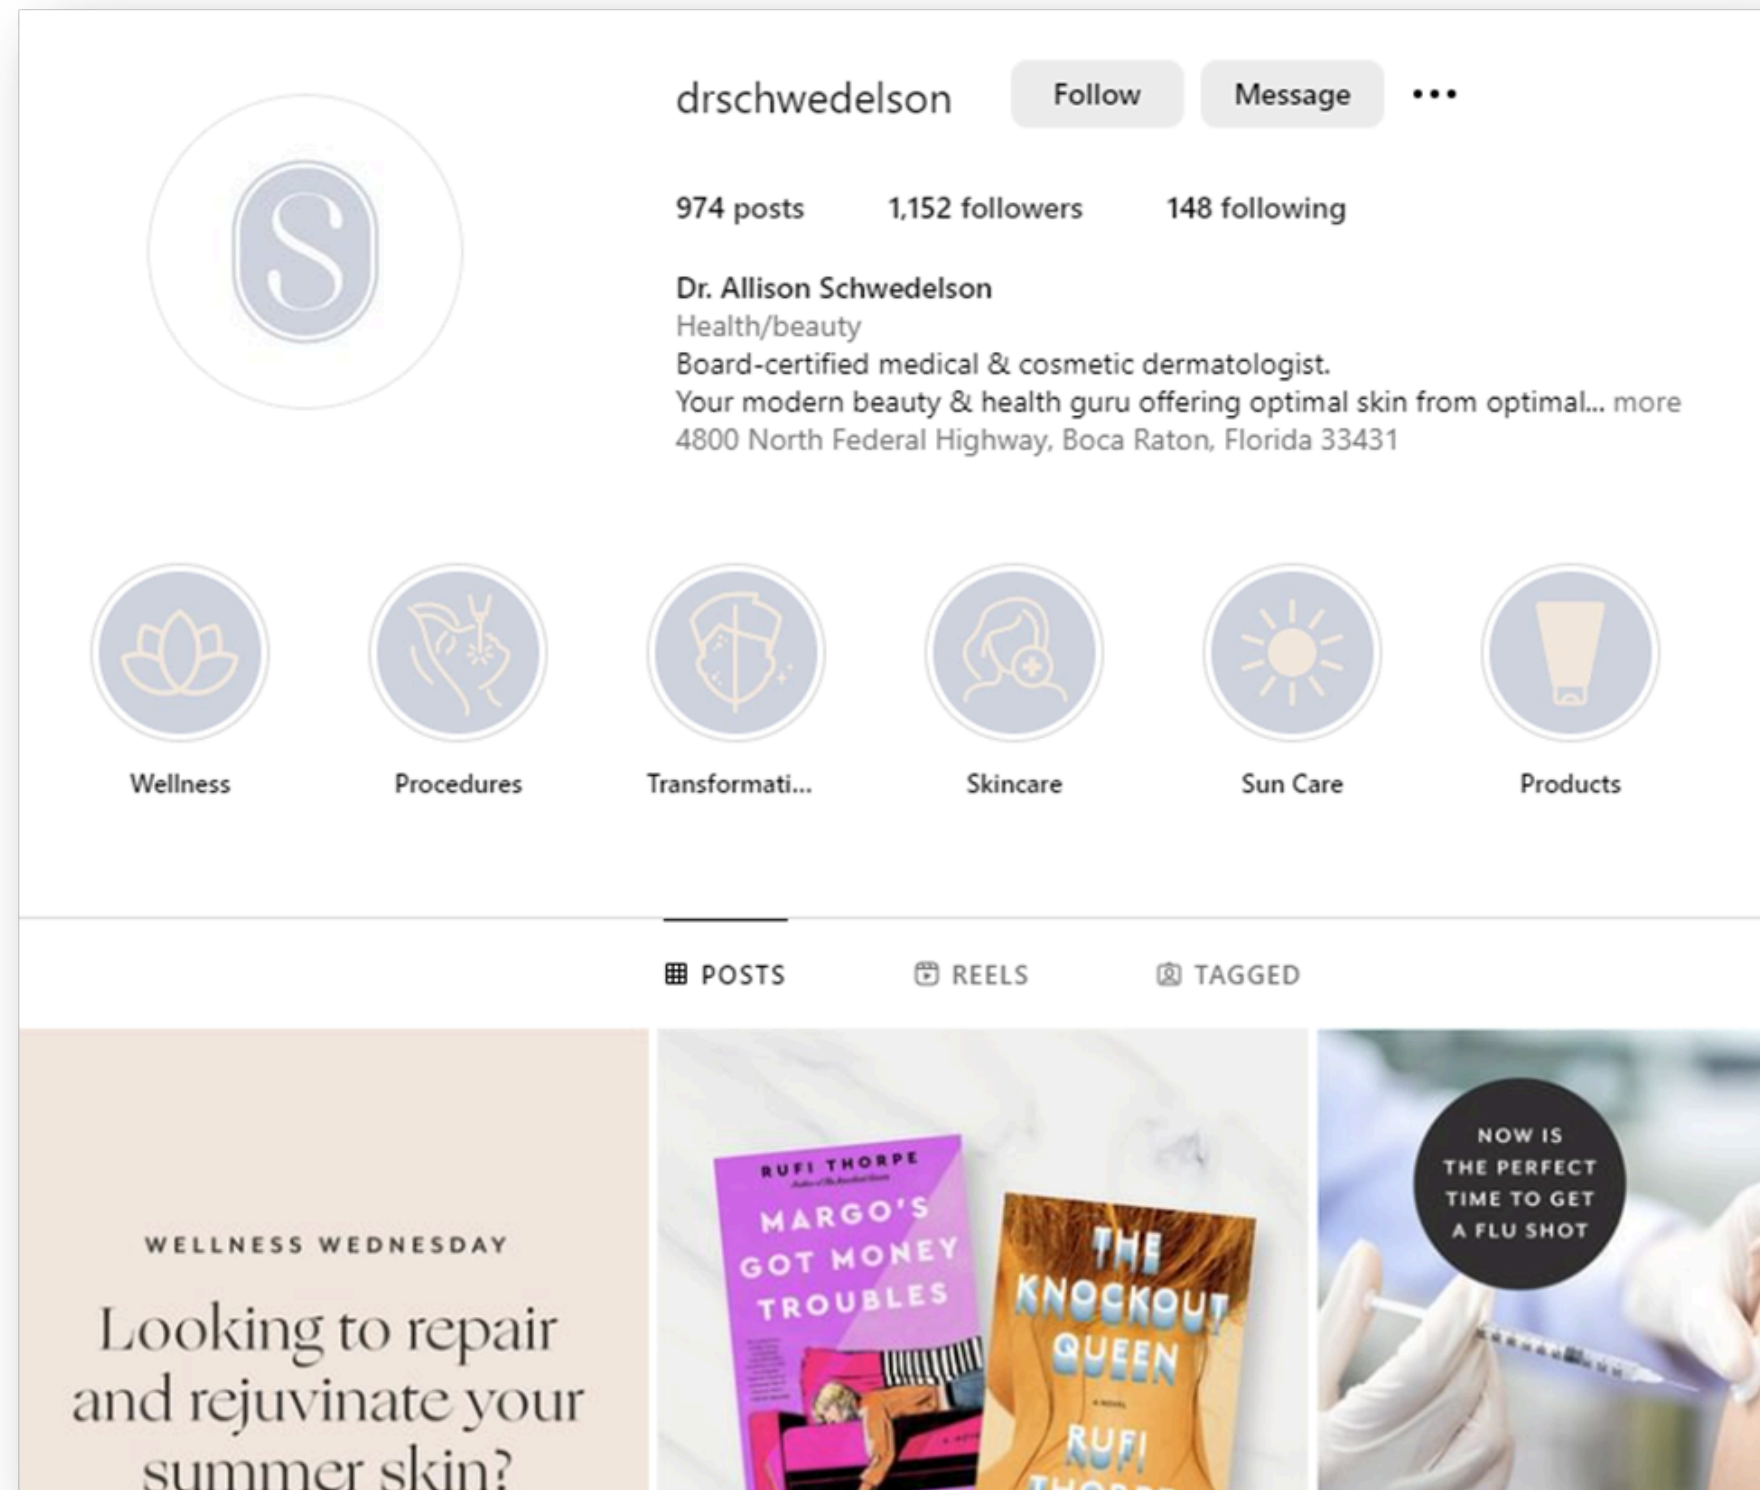 drschwedelson Follow Message
974 posts 1,152 followers 148 following
Dr. Allison Schwedelson
Health/beauty
Board-certified medical & cosmetic dermatologist.
Your modern beauty & health guru offering optimal skin from optimal... more
4800 North Federal Highway, Boca Raton, Florida 33431
S
Wellness Procedures Transformati... Skincare Sun Care Products
POSTS REELS TAGGED
WELLNESS WEDNESDAY
Looking to repair
and rejuvinate your
summer skin?
RUFI THORPE
MARGO'S
GOT MONEY
TROUBLES
THE
KNOCKOUT
QUEEN
A NOVEL
RUFI
THORPE
NOW IS
THE PERFECT
TIME TO GET
A FLU SHOT